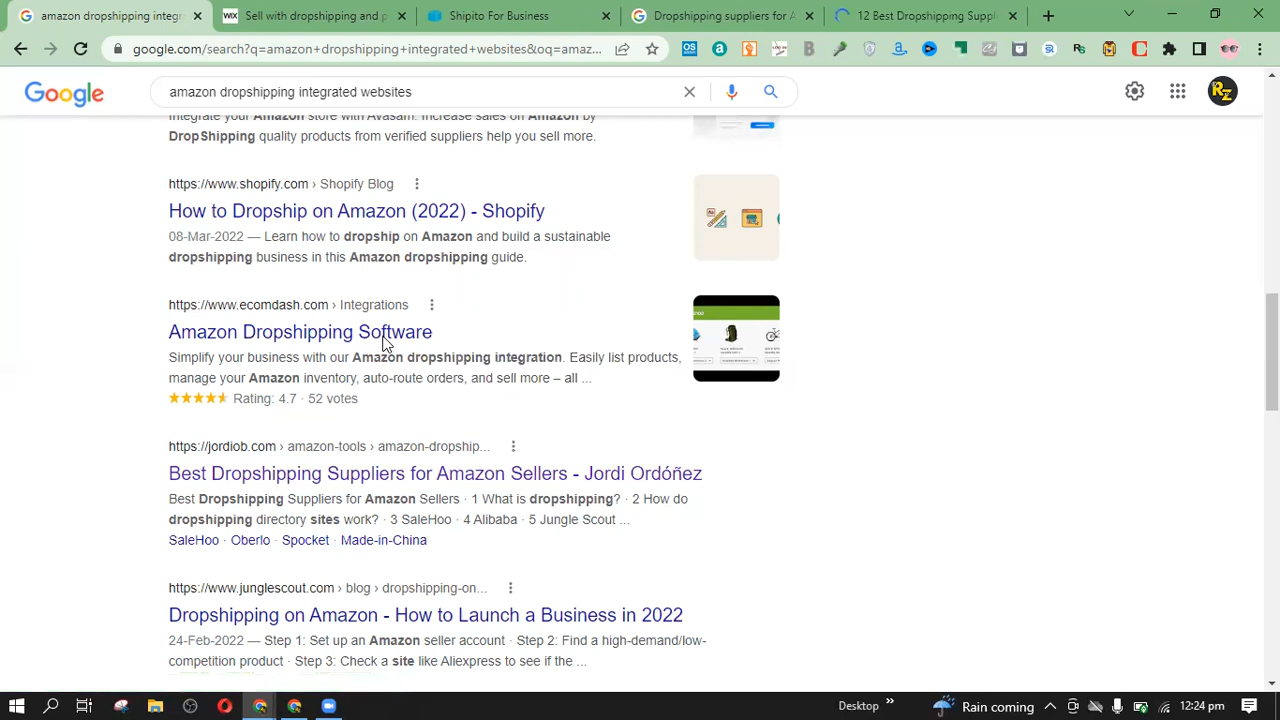 amazon dropshipping integr
WIX Sell with dropshipping and p
Shipito For Business
Dropshipping suppliers for A
12 Best Dropshipping Suppli
google.com/search?q=amazon+dropshipping+integrated+websites&oq=amaz...
Google
amazon dropshipping integrated websites
RZ
Integrate your Amazon store with Avasam. Increase sales on Amazon by
DropShipping quality products from verified suppliers help you sell more.
https://www.shopify.com › Shopify Blog
How to Dropship on Amazon (2022) - Shopify
08-Mar-2022 — Learn how to dropship on Amazon and build a sustainable
dropshipping business in this Amazon dropshipping guide.
https://www.ecomdash.com › Integrations
Amazon Dropshipping Software
Simplify your business with our Amazon dropshipping integration. Easily list products,
manage your Amazon inventory, auto-route orders, and sell more – all ...
Rating: 4.7 · 52 votes
https://jordiob.com › amazon-tools › amazon-dropship...
Best Dropshipping Suppliers for Amazon Sellers - Jordi Ordóñez
Best Dropshipping Suppliers for Amazon Sellers · 1 What is dropshipping? · 2 How do
dropshipping directory sites work? · 3 SaleHoo · 4 Alibaba · 5 Jungle Scout ...
SaleHoo · Oberlo · Spocket · Made-in-China
https://www.junglescout.com › blog › dropshipping-on...
Dropshipping on Amazon - How to Launch a Business in 2022
24-Feb-2022 — Step 1: Set up an Amazon seller account · Step 2: Find a high-demand/low-
competition product · Step 3: Check a site like Aliexpress to see if the ...
Desktop
Rain coming
12:24 pm